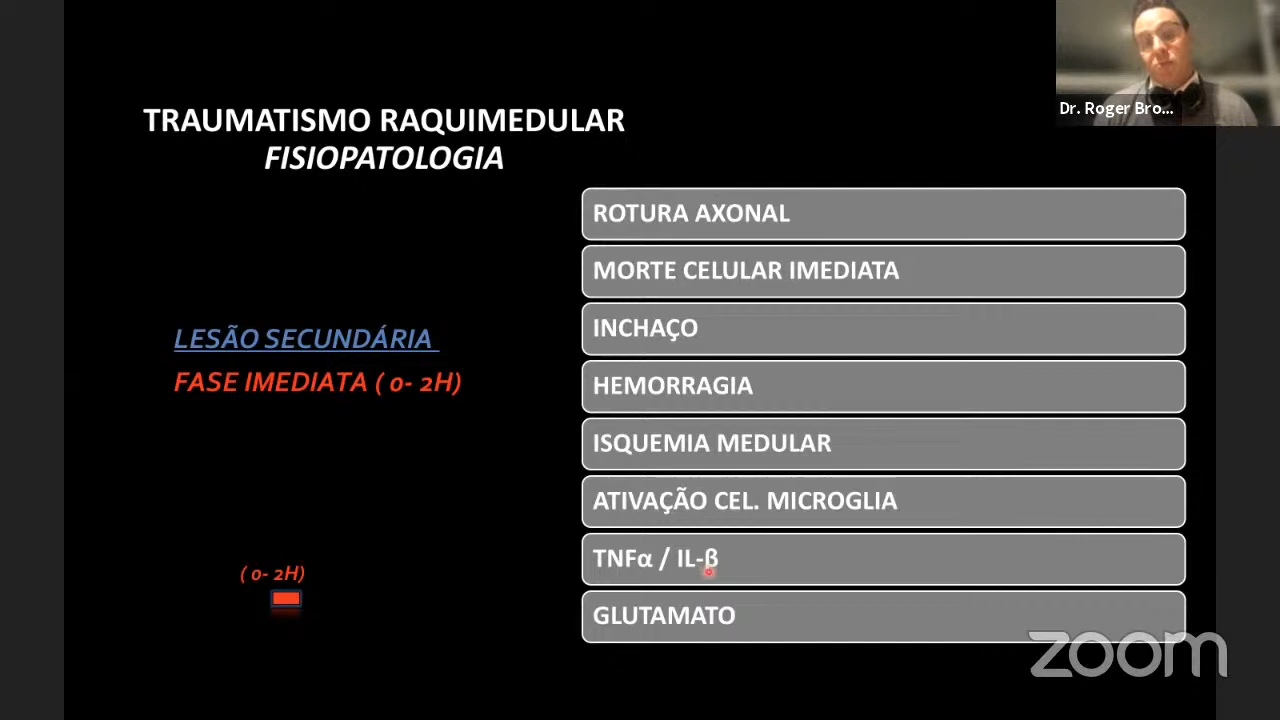 Dr. Roger Bro...
TRAUMATISMO RAQUIMEDULAR
FISIOPATOLOGIA
ROTURA AXONAL
MORTE CELULAR IMEDIATA
INCHAÇO
LESÃO SECUNDÁRIA
FASE IMEDIATA ( 0- 2H)
HEMORRAGIA
ISQUEMIA MEDULAR
ATIVAÇÃO CEL. MICROGLIA
TNFα / IL-β
( 0- 2H)
GLUTAMATO
zoom